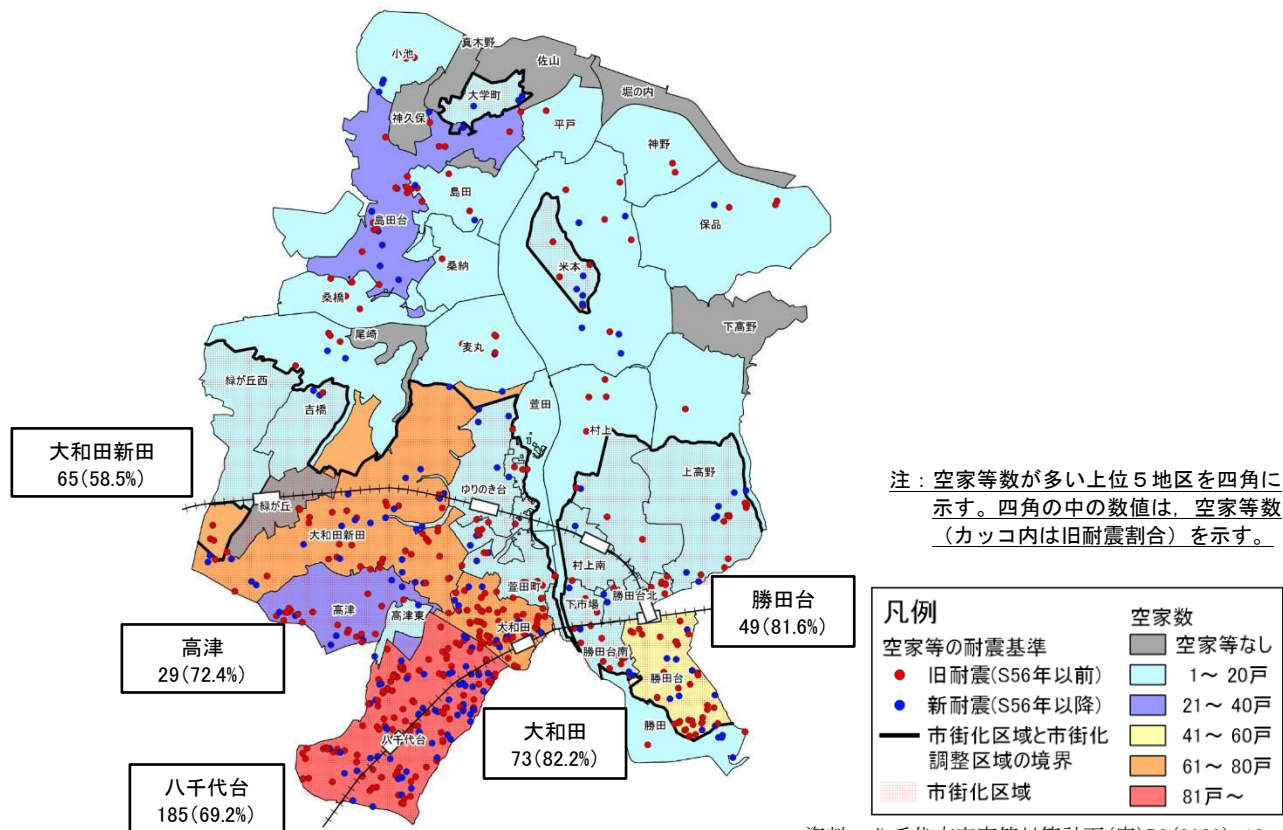 小池
真木野
佐山
大学町
堀の内
神久保
平戸
神野
島田
保品
島田台
米本
桑納
桑橋
下高野
尾崎
麦丸
緑が丘西
吉橋
萱田
村上
上高野
大和田新田
65(58.5%)
ゆりのき台
緑が丘
大和田新田
注：空家等数が多い上位５地区を四角に
示す。四角の中の数値は，空家等数
（カッコ内は旧耐震割合）を示す。
村上南
萱田町
下市場
勝田台北
高津
高津東
大和田
勝田台
49(81.6%)
高津
29(72.4%)
勝田台南
勝田台
勝田
大和田
73(82.2%)
八千代台
八千代台
185(69.2%)
凡例
空家等の耐震基準
旧耐震(S56年以前)
新耐震(S56年以降)
市街化区域と市街化
調整区域の境界
市街化区域
空家数
空家等なし
1～ 20戸
21～ 40戸
41～ 60戸
61～ 80戸
81戸～